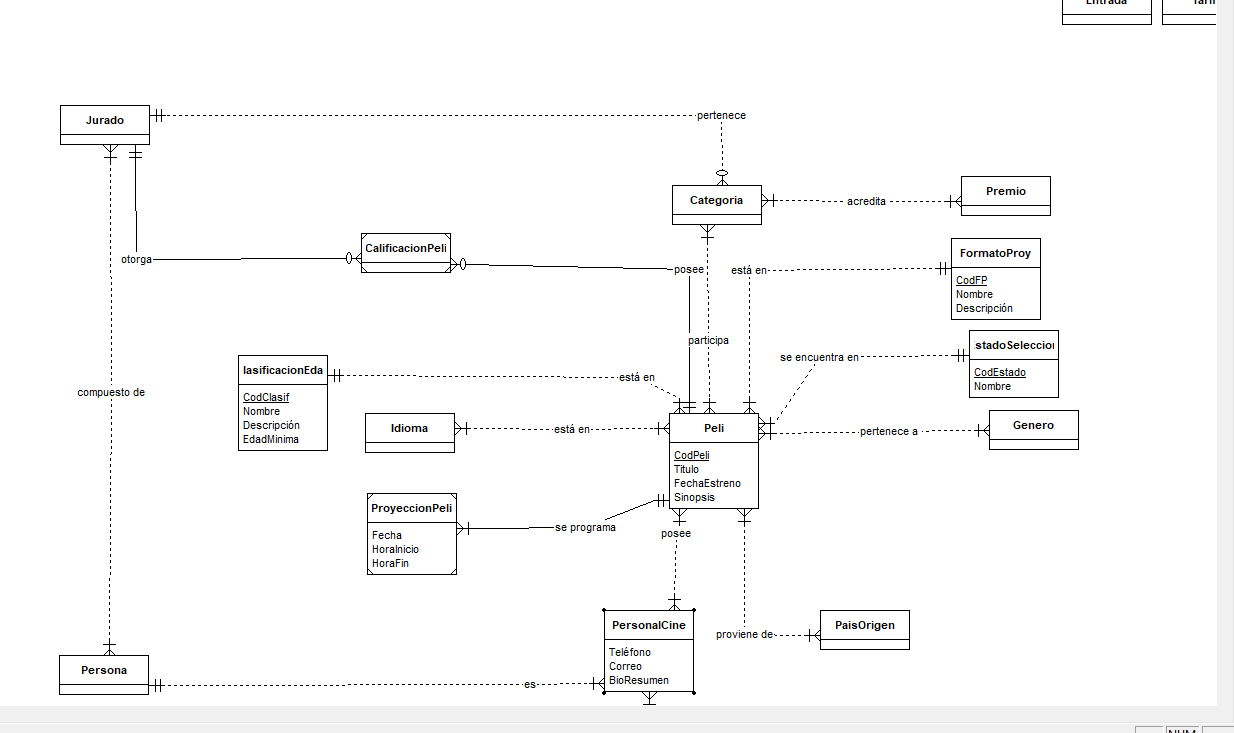 Entrada
Jurado
pertenece
Categoria
acredita
Premio
CalificacionPeli
otorga
posee
está en
FormatoProy
CodFP
Nombre
Descripción
participa
se encuentra en
stadoSeleccion
CodEstado
Nombre
lasificacionEda
CodClasif
Nombre
Descripción
EdadMinima
está en
compuesto de
Idioma
está en
Peli
CodPeli
Titulo
FechaEstreno
Sinopsis
pertenece a
Genero
ProyeccionPeli
Fecha
HoraInicio
HoraFin
se programa
posee
PersonalCine
Teléfono
Correo
BioResumen
proviene de
PaisOrigen
Persona
es
NUM